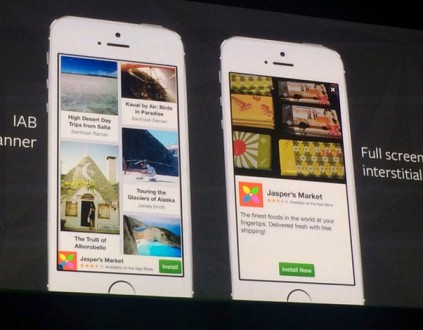 IAB
anner
High Desert Day
Trips from Salta
Santhosh Raman
Kauai by Air: Birds
in Paradise
Santhosh Raman
Touring the
Glaciers of Alaska
James Smith
The Trulli of
Alborobello
Jasper's Market
Available on the App Store
Install
Full screen
interstitial
Jasper's Market
Available on the App Store
The finest foods in the world at your
fingertips. Delivered fresh with free
shipping!
Install Now